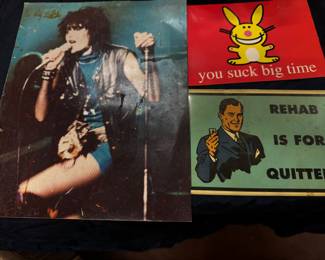 you suck big time
REHAB
IS FOR
QUITTE